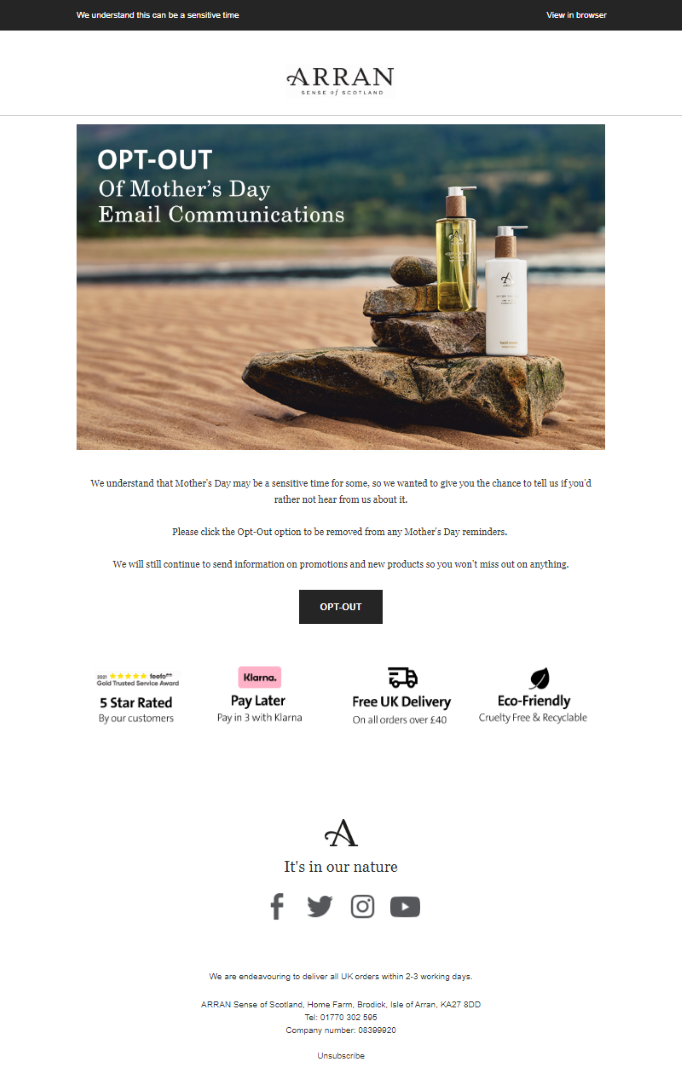 We understand this can be a sensitive time
View in browser
ARRAN
SENSE of SCOTLAND
OPT-OUT
Of Mother's Day
Email Communications
We understand that Mother's Day may be a sensitive time for some, so we wanted to give you the chance to tell us if you'd
rather not hear from us about it.
Please click the Opt-Out option to be removed from any Mother's Day reminders.
We will still continue to send information on promotions and new products so you won't miss out on anything.
OPT-OUT
2021 feefo
Gold Trusted Service Award
5 Star Rated
By our customers
Klarna.
Pay Later
Pay in 3 with Klarna
Free UK Delivery
On all orders over £40
Eco-Friendly
Cruelty Free & Recyclable
A
It's in our nature
We are endeavouring to deliver all UK orders within 2-3 working days.
ARRAN Sense of Scotland, Home Farm, Brodick, Isle of Arran, KA27 8DD
Tel: 01770 302 595
Company number: 08399920
Unsubscribe